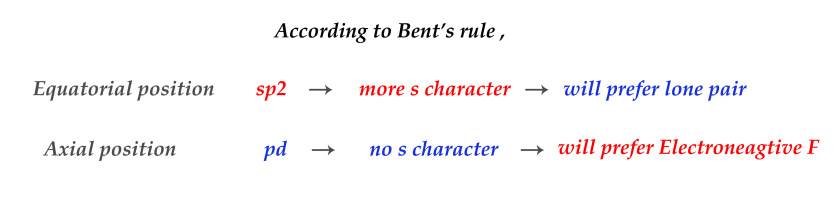 According to Bent's rule ,
Equatorial position sp2 → more s character → will prefer lone pair
Axial position pd → no s character → will prefer Electroneagtive F